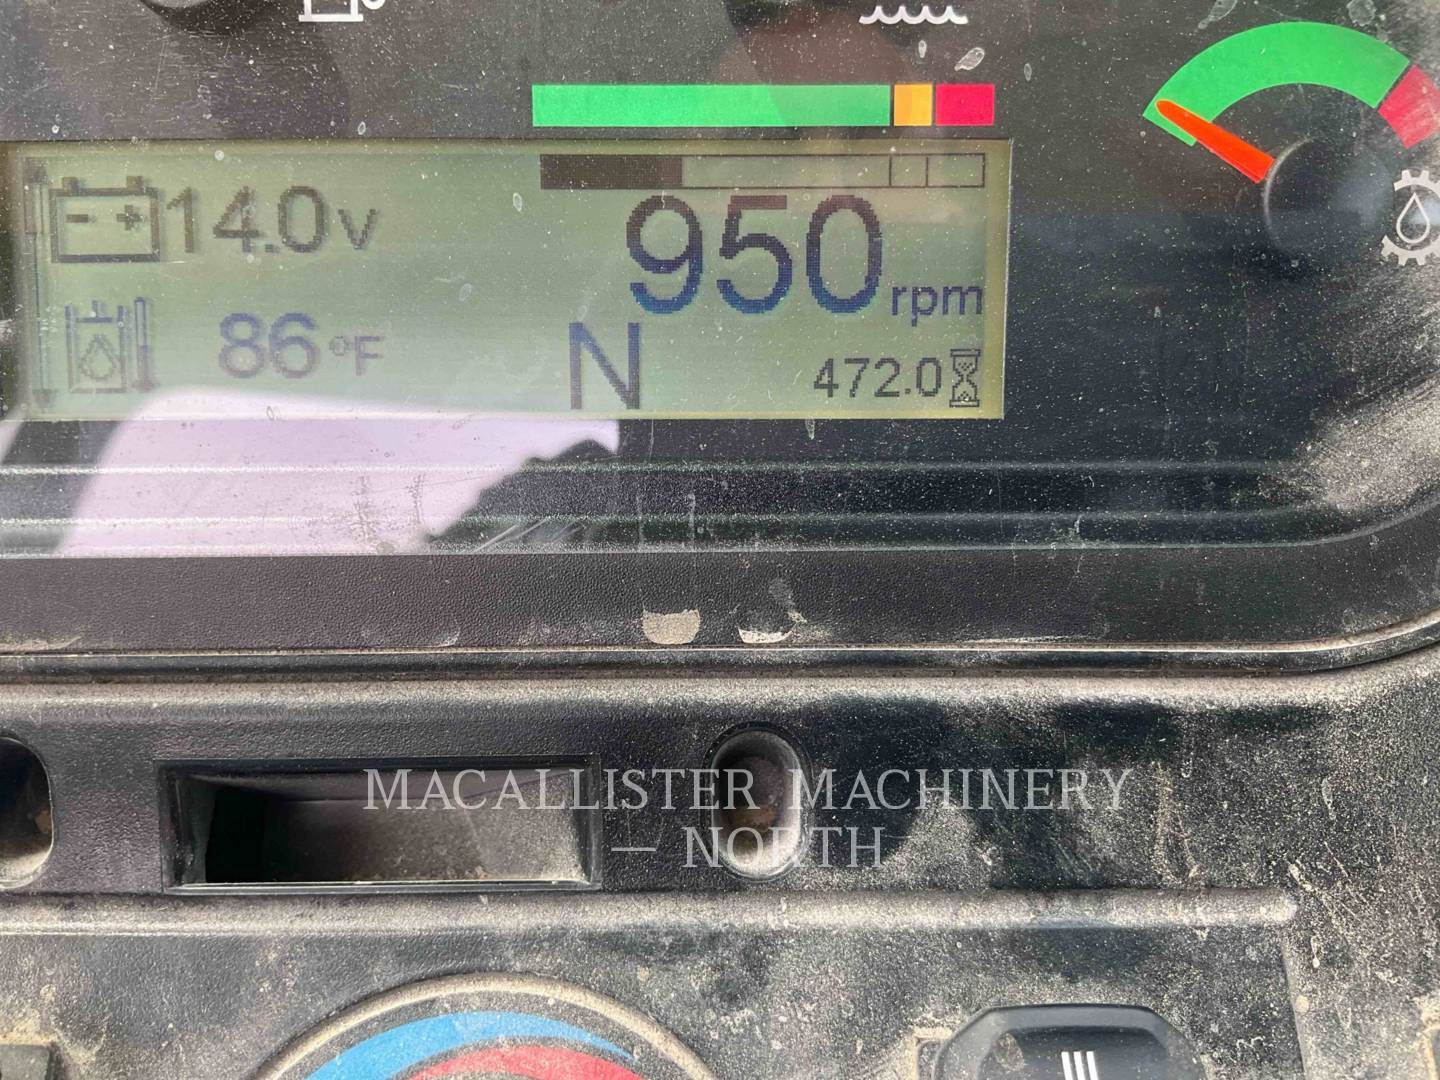 14.0v
950 rpm
86 °F
N
472.0
MACALLISTER MACHINERY
— NORTH